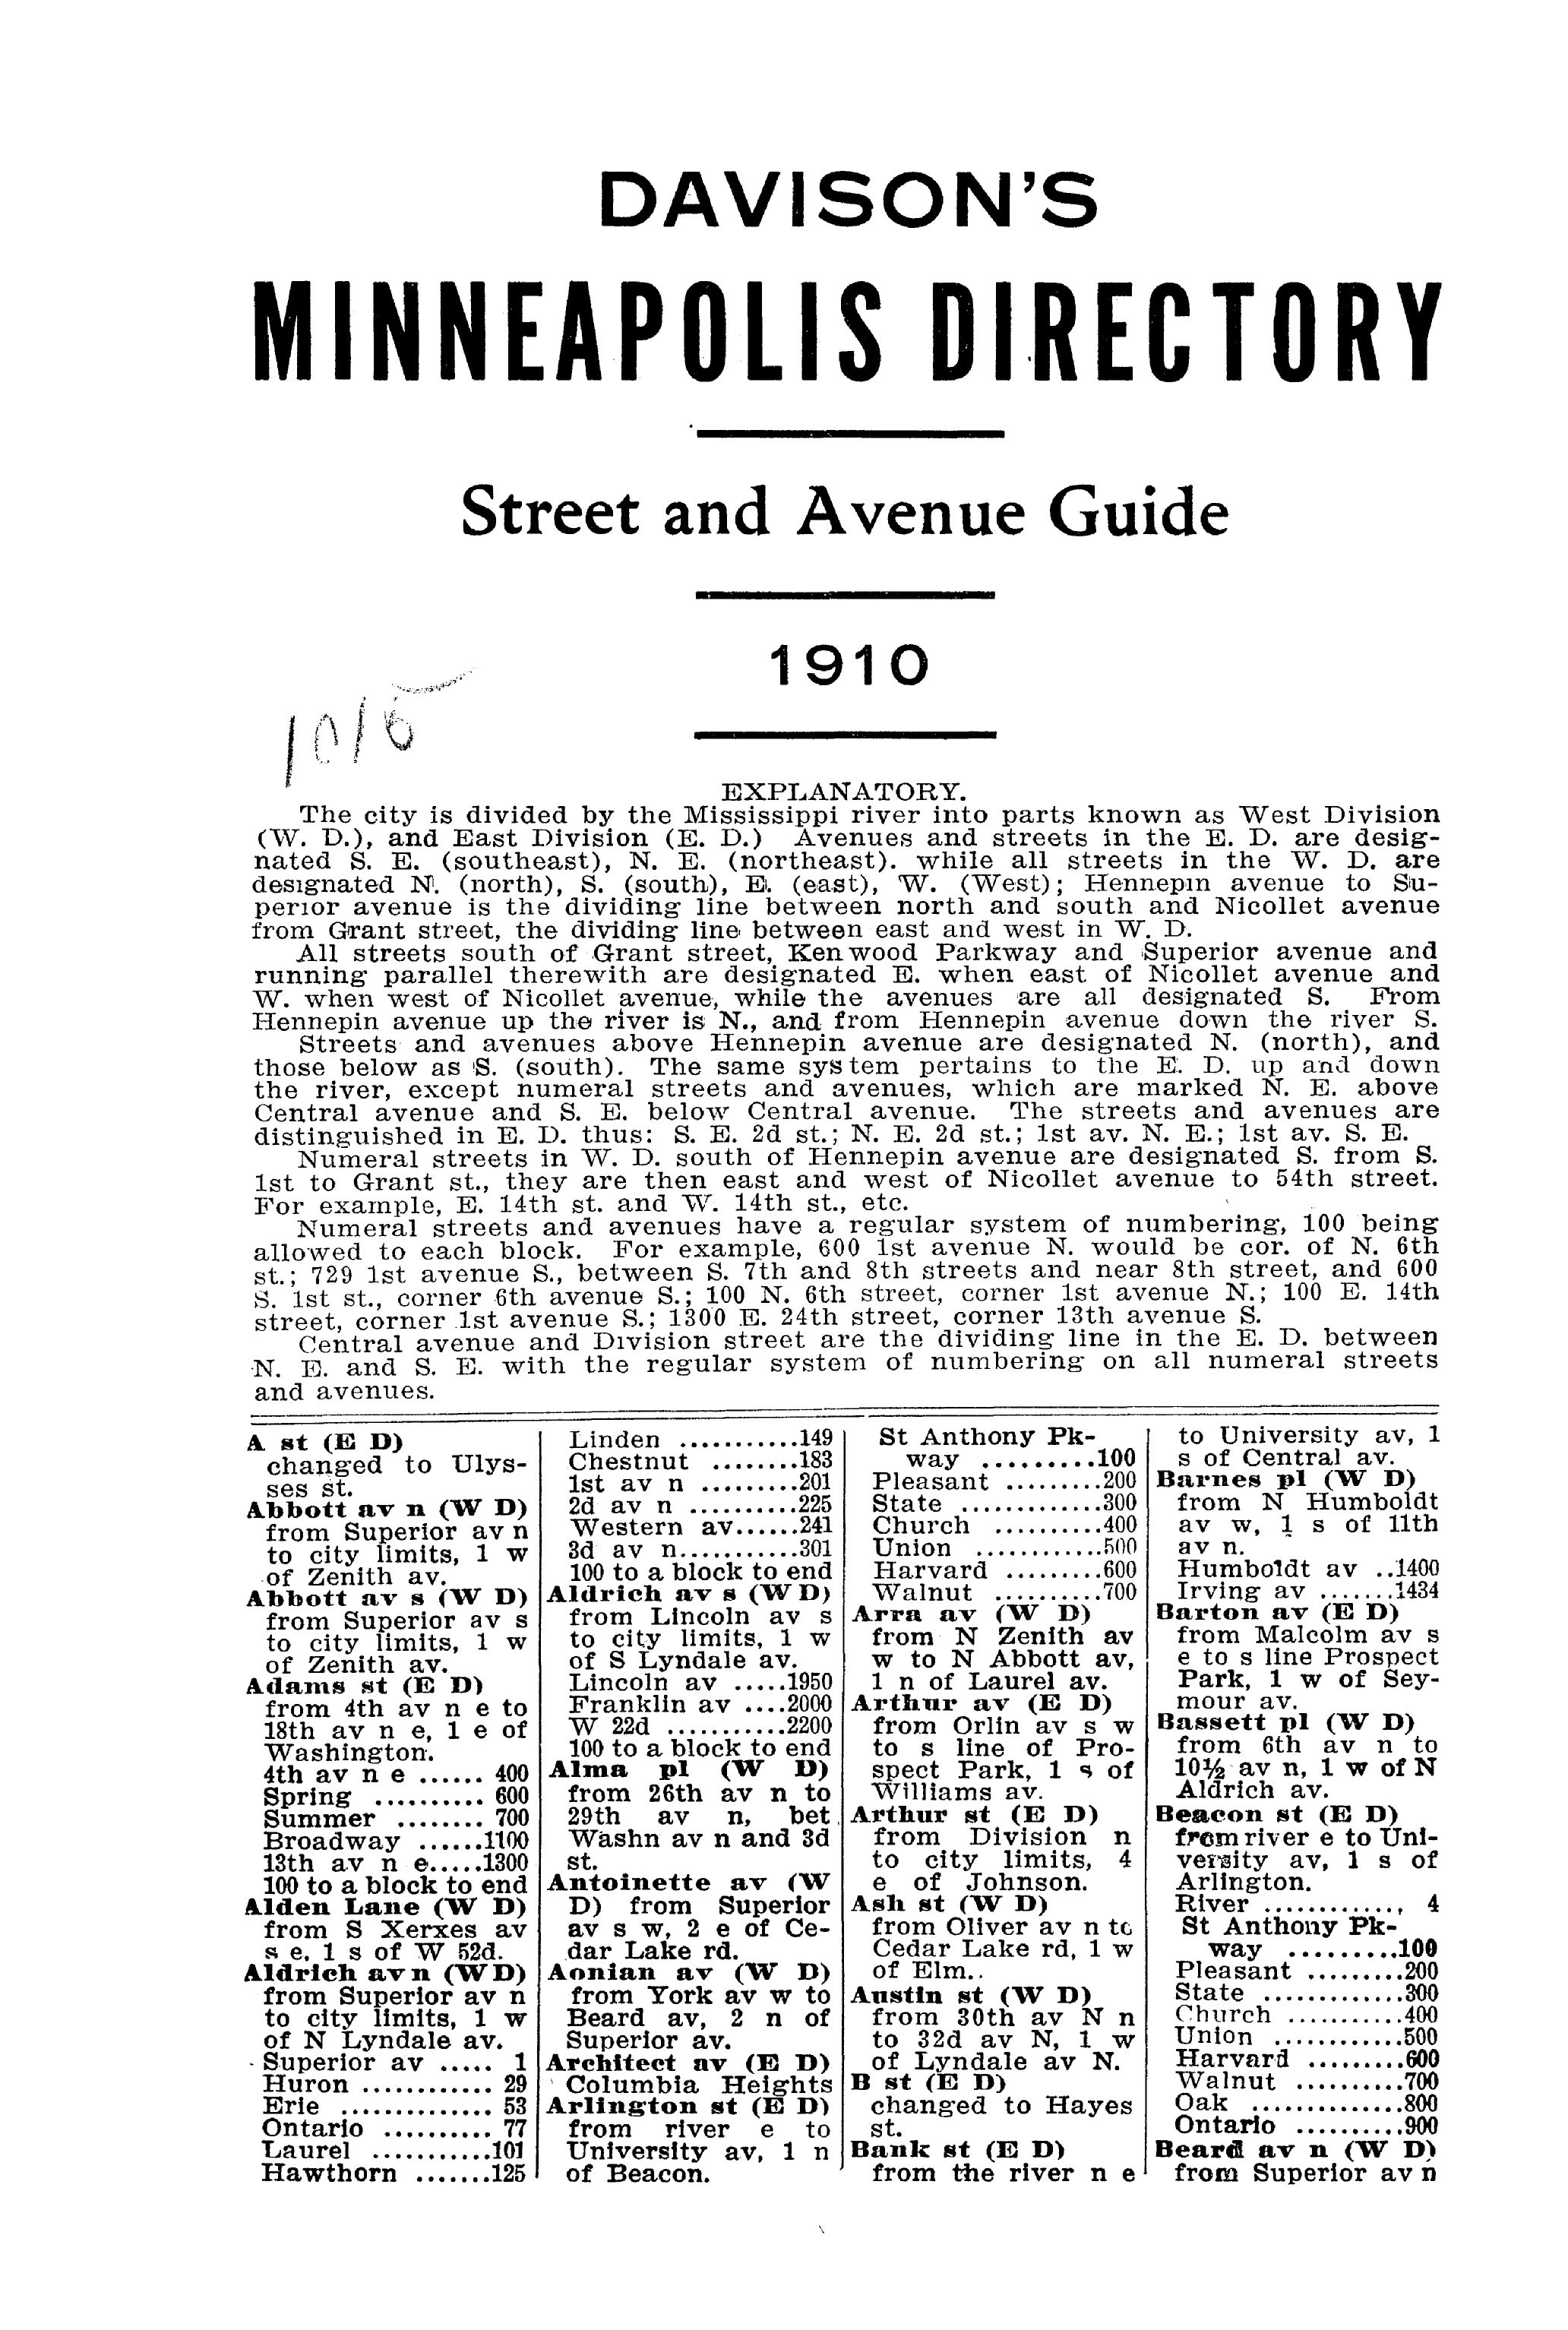 DAVISON'S
MINNEAPOLIS DIRECTORY
Street and Avenue Guide
1910
EXPLANATORY.
The city is divided by the Mississippi river into parts known as West Division
(W. D.), and East Division (E. D.) Avenues and streets in the E. D. are desig-
nated S. E. (southeast), N. E. (northeast). while all streets in the W. D. are
designated N. (north), S. (south), E. (east), W. (West); Hennepin avenue to Su-
perior avenue is the dividing line between north and south and Nicollet avenue
from Grant street, the dividing line between east and west in W. D.
All streets south of Grant street, Kenwood Parkway and Superior avenue and
running parallel therewith are designated E. when east of Nicollet avenue and
W. when west of Nicollet avenue, while the avenues are all designated S. From
Hennepin avenue up the river is N., and from Hennepin avenue down the river S.
Streets and avenues above Hennepin avenue are designated N. (north), and
those below as S. (south). The same system pertains to the E. D. up and down
the river, except numeral streets and avenues, which are marked N. E. above
Central avenue and S. E. below Central avenue. The streets and avenues are
distinguished in E. D. thus: S. E. 2d st.; N. E. 2d st.; 1st av. N. E.; 1st av. S. E.
Numeral streets in W. D. south of Hennepin avenue are designated S. from S.
1st to Grant st., they are then east and west of Nicollet avenue to 54th street.
For example, E. 14th st. and W. 14th st., etc.
Numeral streets and avenues have a regular system of numbering, 100 being
allowed to each block. For example, 600 1st avenue N. would be cor. of N. 6th
st.; 729 1st avenue S., between S. 7th and 8th streets and near 8th street, and 600
S. 1st st., corner 6th avenue S.; 100 N. 6th street, corner 1st avenue N.; 100 E. 14th
street, corner 1st avenue S.; 1300 E. 24th street, corner 13th avenue S.
Central avenue and Division street are the dividing line in the E. D. between
N. E. and S. E. with the regular system of numbering on all numeral streets
and avenues.
A st (E D)
changed to Ulys-
ses st.
Abbott av n (W D)
from Superior av n
to city limits, 1 w
of Zenith av.
Abbott av s (W D)
from Superior av s
to city limits, 1 w
of Zenith av.
Adams st (E D)
from 4th av n e to
18th av n e, 1 e of
Washington.
4th av n e ...... 400
Spring .......... 600
Summer ........ 700
Broadway ......1100
13th av n e.....1300
100 to a block to end
Alden Lane (W D)
from S Xerxes av
s e, 1 s of W 52d.
Aldrich av n (W D)
from Superior av n
to city limits, 1 w
of N Lyndale av.
Superior av ..... 1
Huron ............ 29
Erie .............. 53
Ontario .......... 77
Laurel ...........101
Hawthorn .......125
Linden ...........149
Chestnut ........183
1st av n .........201
2d av n ..........225
Western av......241
3d av n...........301
100 to a block to end
Aldrich av s (W D)
from Lincoln av s
to city limits, 1 w
of S Lyndale av.
Lincoln av .....1950
Franklin av ....2000
W 22d ...........2200
100 to a block to end
Alma pl (W D)
from 26th av n to
29th av n, bet
Washn av n and 3d
st.
Antoinette av (W
D) from Superior
av s w, 2 e of Ce-
dar Lake rd.
Aonian av (W D)
from York av w to
Beard av, 2 n of
Superior av.
Architect av (E D)
Columbia Heights
Arlington st (E D)
from river e to
University av, 1 n
of Beacon.
St Anthony Pk-
way .........100
Pleasant .........200
State .............300
Church ..........400
Union ............500
Harvard .........600
Walnut ..........700
Arra av (W D)
from N Zenith av
w to N Abbott av,
1 n of Laurel av.
Arthur av (E D)
from Orlin av s w
to s line of Pro-
spect Park, 1 s of
Williams av.
Arthur st (E D)
from Division n
to city limits, 4
e of Johnson.
Ash st (W D)
from Oliver av n to
Cedar Lake rd, 1 w
of Elm..
Austin st (W D)
from 30th av N n
to 32d av N, 1 w
of Lyndale av N.
B st (E D)
changed to Hayes
st.
Bank st (E D)
from the river n e
to University av, 1
s of Central av.
Barnes pl (W D)
from N Humboldt
av w, 1 s of 11th
av n.
Humboldt av ..1400
Irving av .......1434
Barton av (E D)
from Malcolm av s
e to s line Prospect
Park, 1 w of Sey-
mour av.
Bassett pl (W D)
from 6th av n to
10½ av n, 1 w of N
Aldrich av.
Beacon st (E D)
from river e to Uni-
versity av, 1 s of
Arlington.
River ............, 4
St Anthony Pk-
way .........100
Pleasant .........200
State .............300
Church ...........400
Union ............500
Harvard .........600
Walnut ..........700
Oak ..............800
Ontario ..........900
Beard av n (W D)
from Superior av n